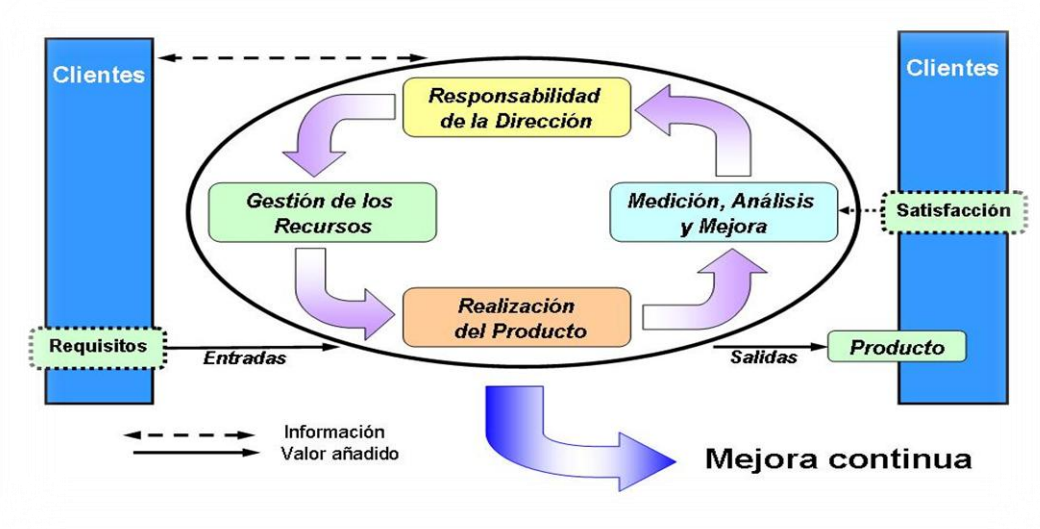 Clientes
Clientes
Responsabilidad
de la Dirección
Gestión de los
Recursos
Medición, Análisis
y Mejora
Satisfacción
Realización
del Producto
Requisitos
Entradas
Salidas
Producto
Información
Valor añadido
Mejora continua